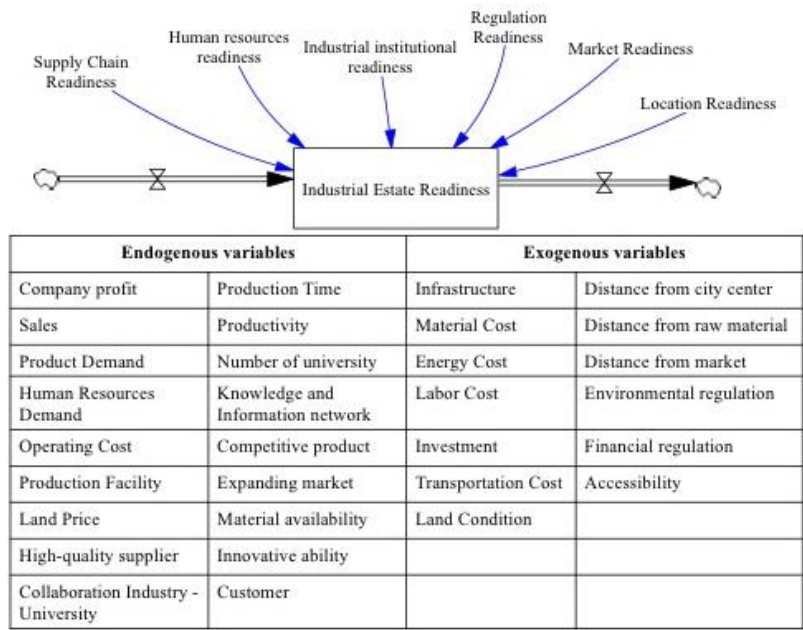 Supply Chain
Readiness
Human resources
readiness
Industrial institutional
readiness
Regulation
Readiness
Market Readiness
Location Readiness
Industrial Estate Readiness
Endogenous variables
Exogenous variables
Company profit
Production Time
Infrastructure
Distance from city center
Sales
Productivity
Material Cost
Distance from raw material
Product Demand
Number of university
Energy Cost
Distance from market
Human Resources
Demand
Knowledge and
Information network
Labor Cost
Environmental regulation
Operating Cost
Competitive product
Investment
Financial regulation
Production Facility
Expanding market
Transportation Cost
Accessibility
Land Price
Material availability
Land Condition
High-quality supplier
Innovative ability
Collaboration Industry -
University
Customer